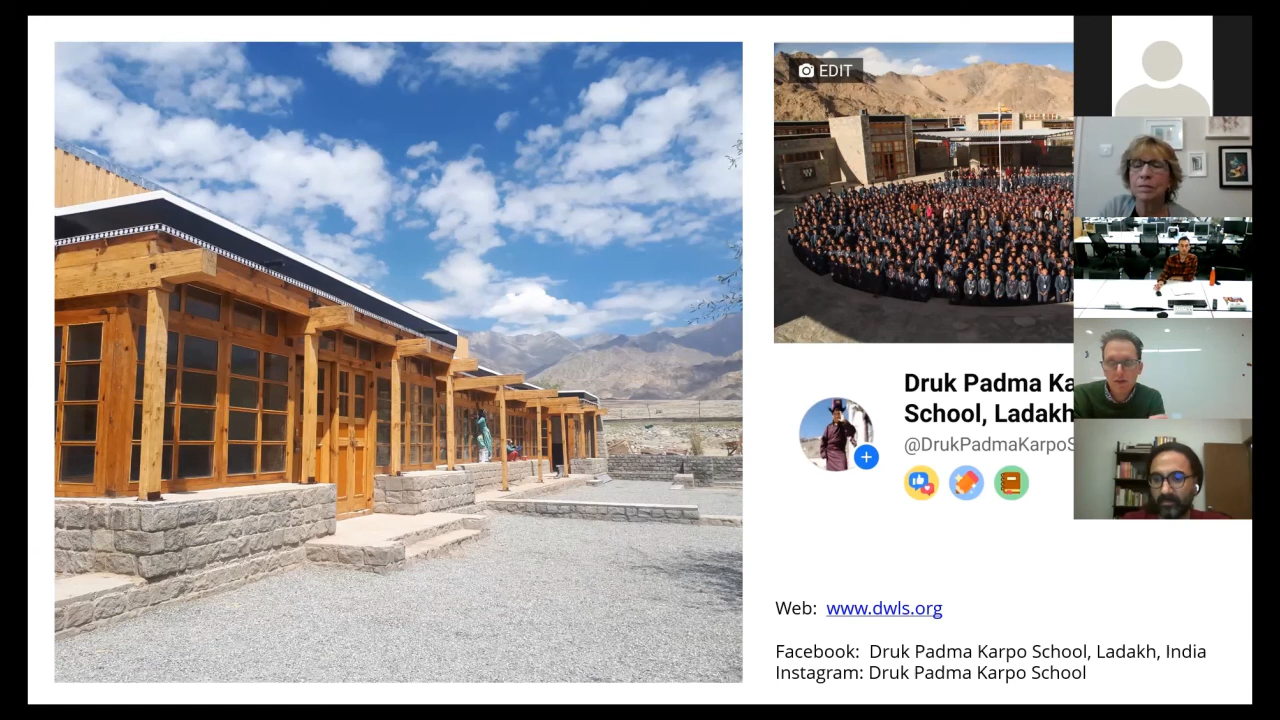 EDIT
Druk Padma Ka
School, Ladakh
@DrukPadmaKarpoS
Web: www.dwls.org
Facebook: Druk Padma Karpo School, Ladakh, India
Instagram: Druk Padma Karpo School